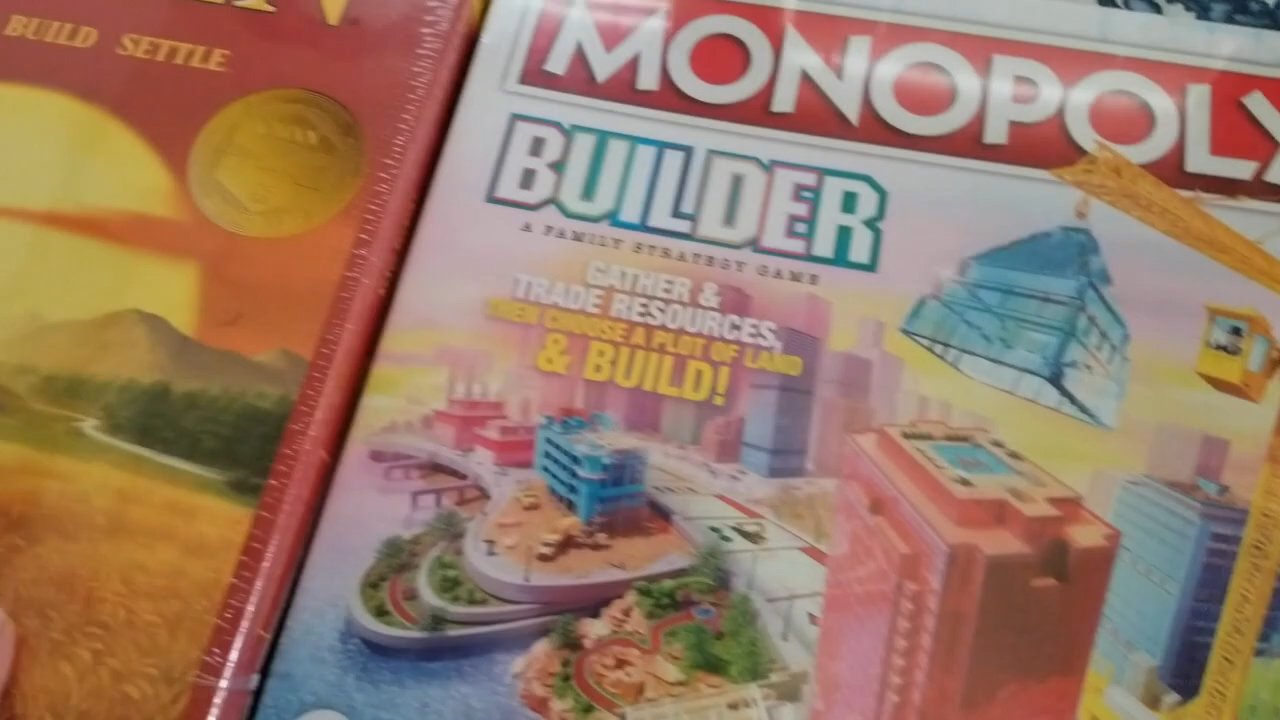 BUILD SETTLE
MONOPOLY
BUILDER
A FAMILY STRATEGY GAME
GATHER &
TRADE RESOURCES,
THEN CHOOSE A PLOT OF LAND
& BUILD!